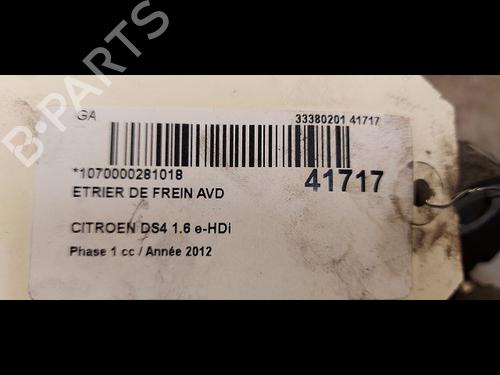 GA
33380201 41717
*1070000281018
41717
ETRIER DE FREIN AVD
CITROEN DS4 1.6 e-HDi
Phase 1 cc / Année 2012
B-PARTS